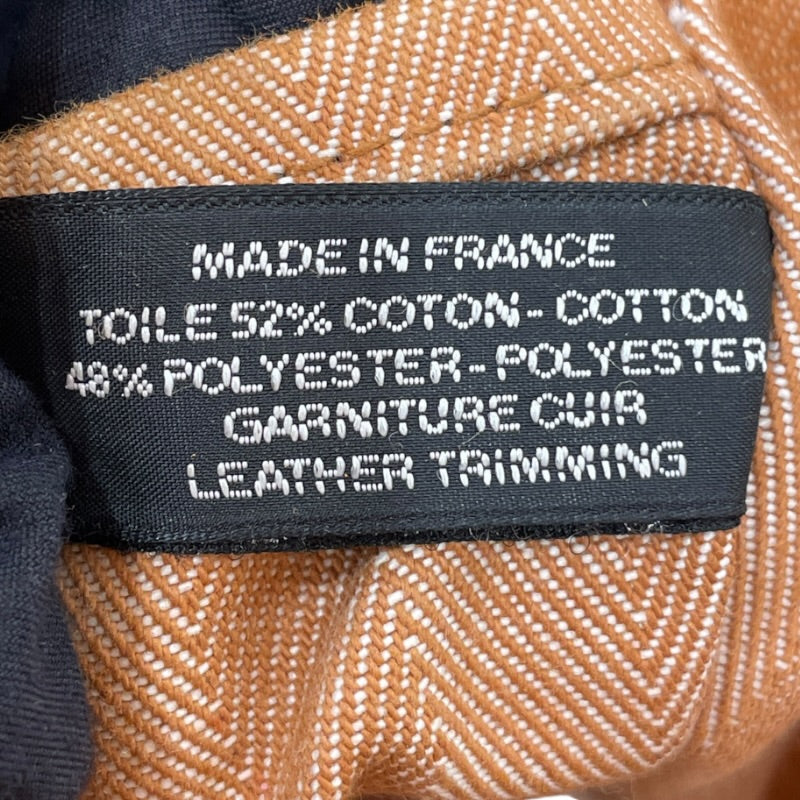 MADE IN FRANCE
TOILE 52% COTON- COTTON
48% POLYESTER-POLYESTER
GARNITURE CUIR
LEATHER TRIMMING